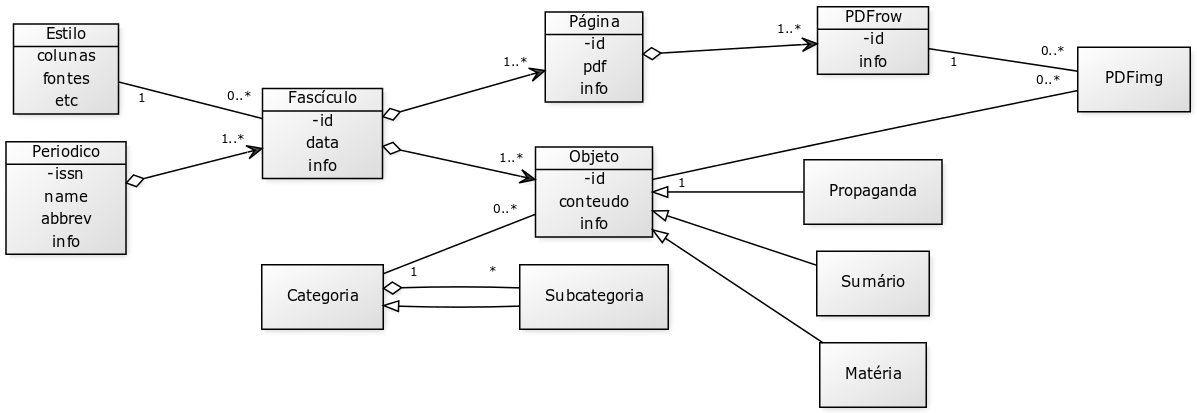 Estilo
colunas
fontes
etc
1
0..*
Periodico
-issn
name
abbrev
info
1..*
Fascículo
-id
data
info
1..*
Página
-id
pdf
info
1..*
PDFrow
-id
info
1
0..*
0..*
PDFimg
1..*
Objeto
-id
conteudo
info
1
0..*
Propaganda
Sumário
Matéria
Categoria
1
*
Subcategoria